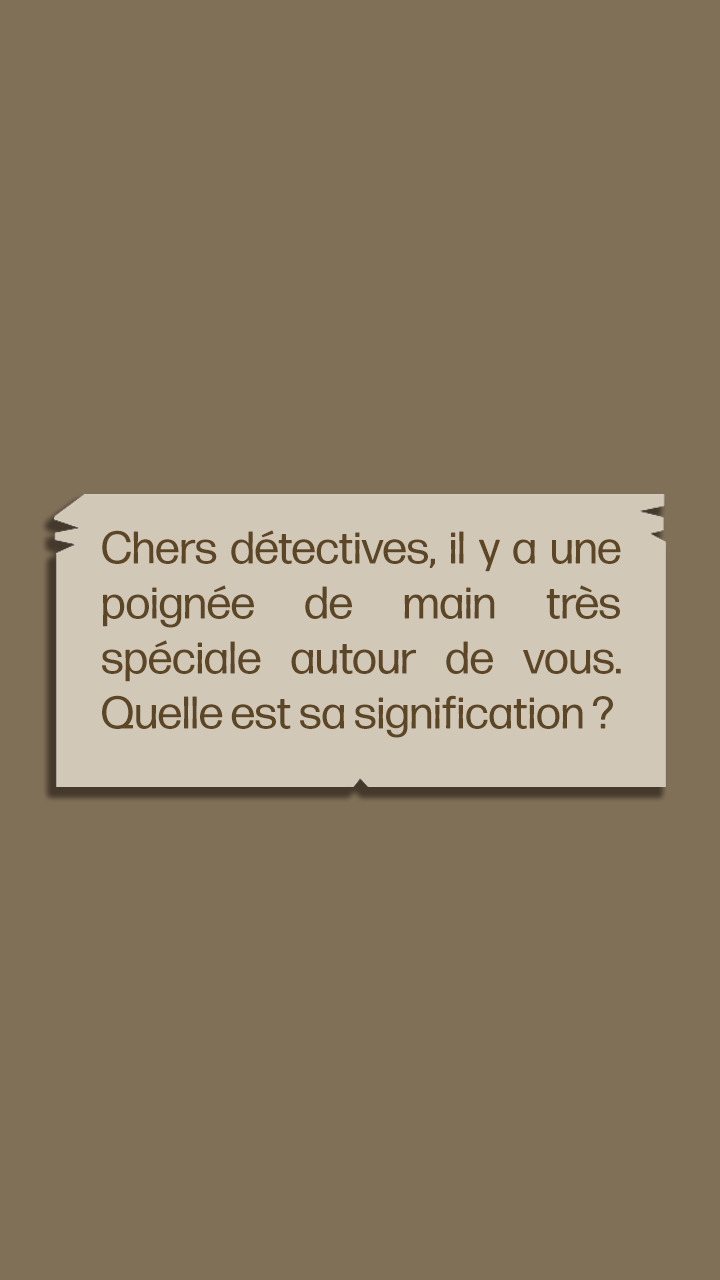 Chers détectives, il y a une
poignée de main très
spéciale autour de vous.
Quelle est sa signification ?